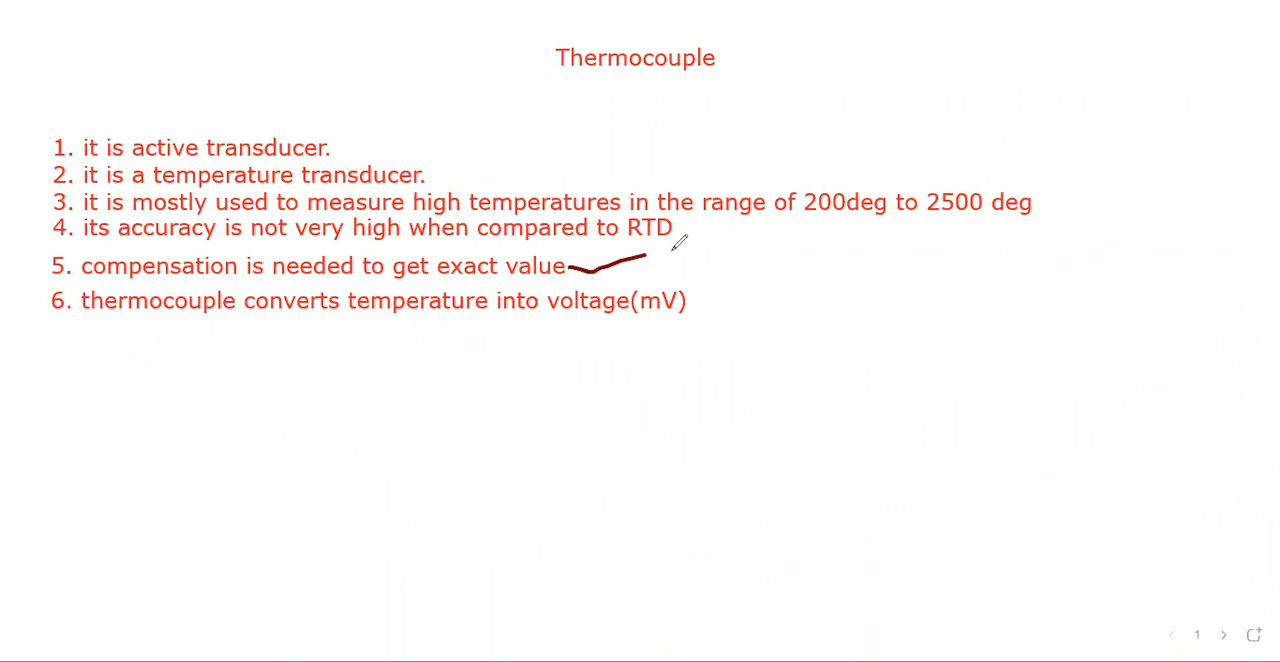 Thermocouple
1. it is active transducer.
2. it is a temperature transducer.
3. it is mostly used to measure high temperatures in the range of 200deg to 2500 deg
4. its accuracy is not very high when compared to RTD
5. compensation is needed to get exact value
6. thermocouple converts temperature into voltage(mV)
1